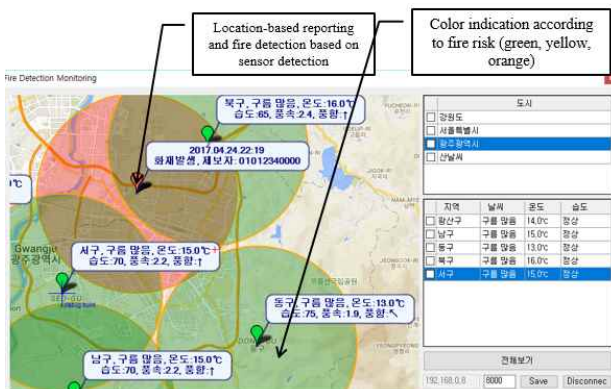 Location-based reporting
and fire detection based on
sensor detection
Color indication according
to fire risk (green, yellow,
orange)
Fire Detection Monitoring
북구, 구름 많음, 온도:16.0℃
습도:65, 풍속:2.4, 풍향:↑
2017.04.24.22:19
화재발생, 제보자: 01012340000
℃
Gwangju
광주광역시
서구, 구름 많음, 온도:15.0℃
습도:70, 풍속:2.2, 풍향:↑
SEO-GU
동구, 구름 많음, 온도:13.0℃
습도:75, 풍속:1.9, 풍향:↖
남구, 구름 많음, 온도:15.0℃
습도:70, 풍속:2.2, 풍향:↑
도시
강원도
서울특별시
광주광역시
산날씨
지역 날씨 온도 습도
광산구 구름 많음 14.0℃ 정상
남구 구름 많음 15.0℃ 정상
동구 구름 많음 13.0℃ 정상
북구 구름 많음 16.0℃ 정상
서구 구름 많음 15.0℃ 정상
전체보기
192.168.0.8 8000 Save Disconnec